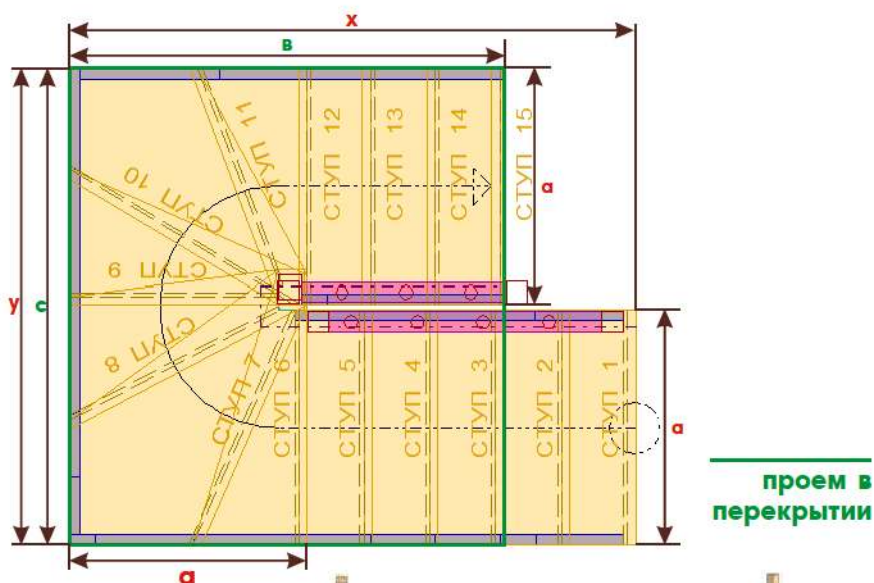 x
в
СТУП 11
СТУП 12
СТУП 13
СТУП 14
СТУП 15
СТУП 10
a
СТУП 9
y
c
СТУП 8
СТУП 7
СТУП 6
СТУП 5
СТУП 4
СТУП 3
СТУП 2
СТУП 1
a
проем в
перекрытии
a